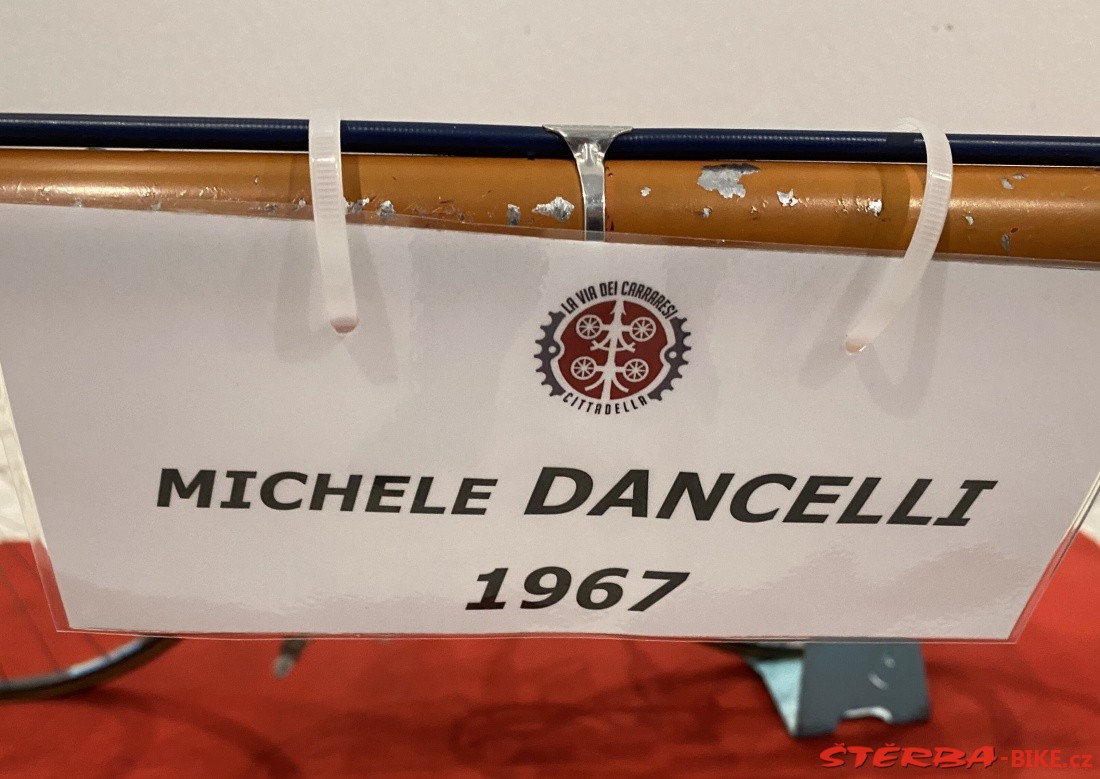 LA VIA DEI CARRARESI
CITTADELLA
MICHELE DANCELLI
1967
ŠTĚRBA-BIKE.cz